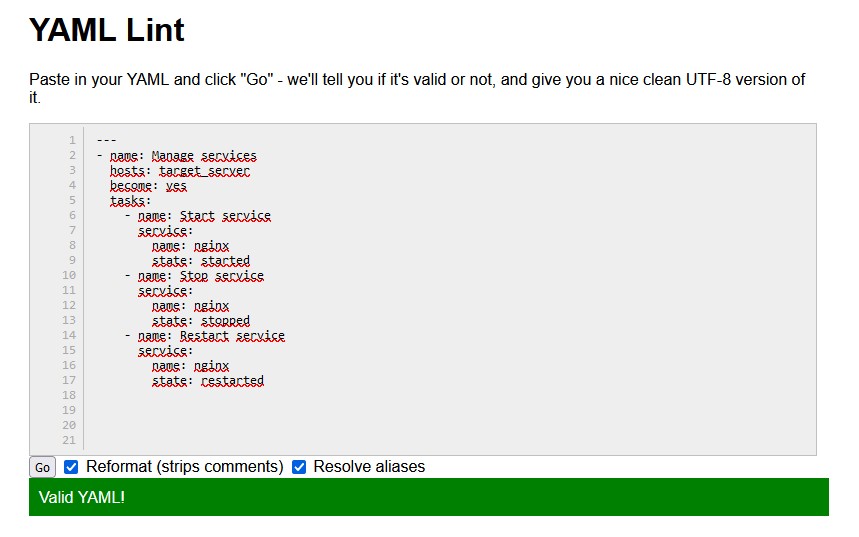 YAML Lint
Paste in your YAML and click "Go" - we'll tell you if it's valid or not, and give you a nice clean UTF-8 version of
it.
1 ---
2 - name: Manage services
3   hosts: target_server
4   become: yes
5   tasks:
6     - name: Start service
7       service:
8         name: nginx
9         state: started
10     - name: Stop service
11       service:
12         name: nginx
13         state: stopped
14     - name: Restart service
15       service:
16         name: nginx
17         state: restarted
18
19
20
21
Go Reformat (strips comments) Resolve aliases
Valid YAML!